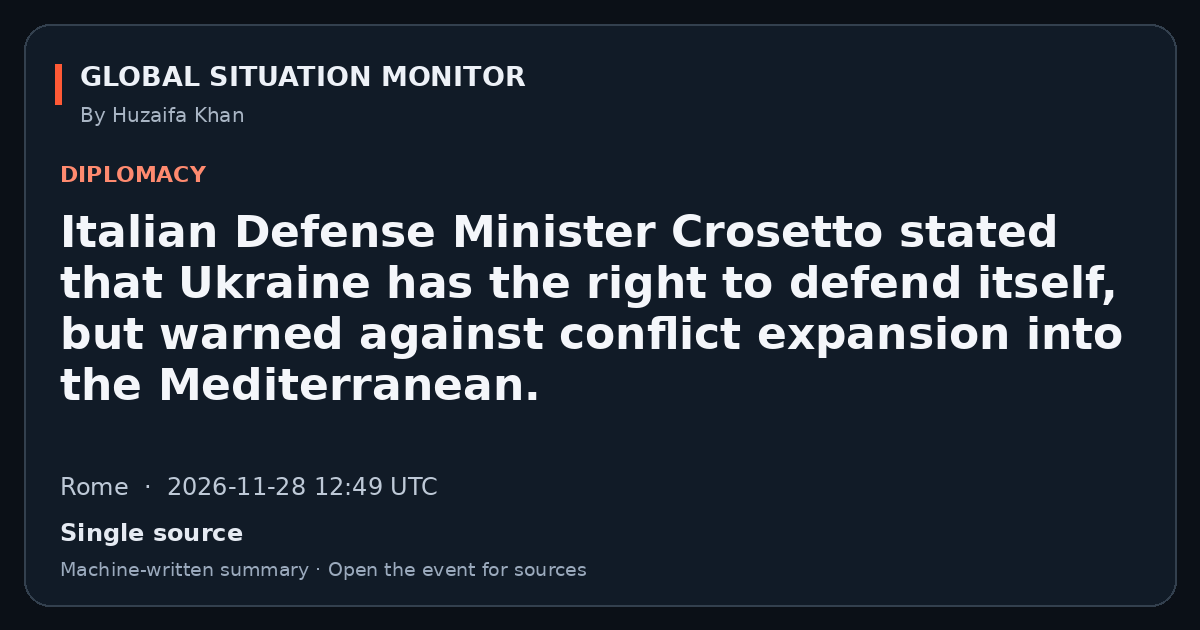 GLOBAL SITUATION MONITOR
By Huzaifa Khan
DIPLOMACY
Italian Defense Minister Crosetto stated
that Ukraine has the right to defend itself,
but warned against conflict expansion into
the Mediterranean.
Rome · 2026-11-28 12:49 UTC
Single source
Machine-written summary · Open the event for sources